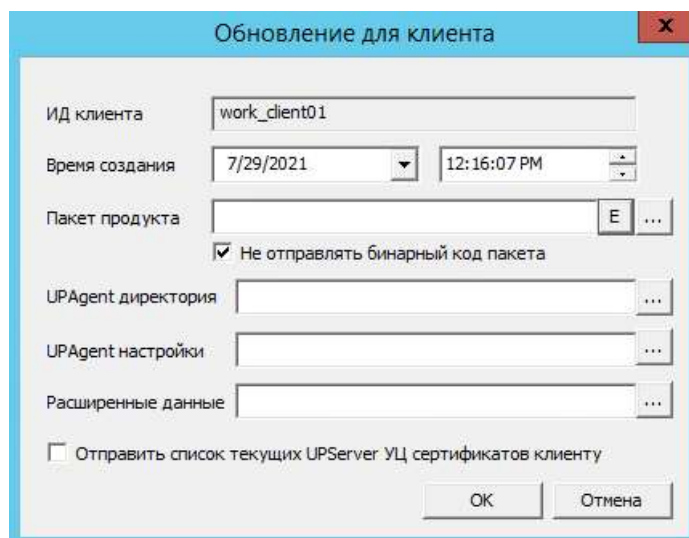 Обновление для клиента
x
ИД клиента work_client01
Время создания 7/29/2021 12:16:07 PM
Пакет продукта E ...
Не отправлять бинарный код пакета
UPAgent директория ...
UPAgent настройки ...
Расширенные данные ...
Отправить список текущих UPServer УЦ сертификатов клиенту
OK Отмена